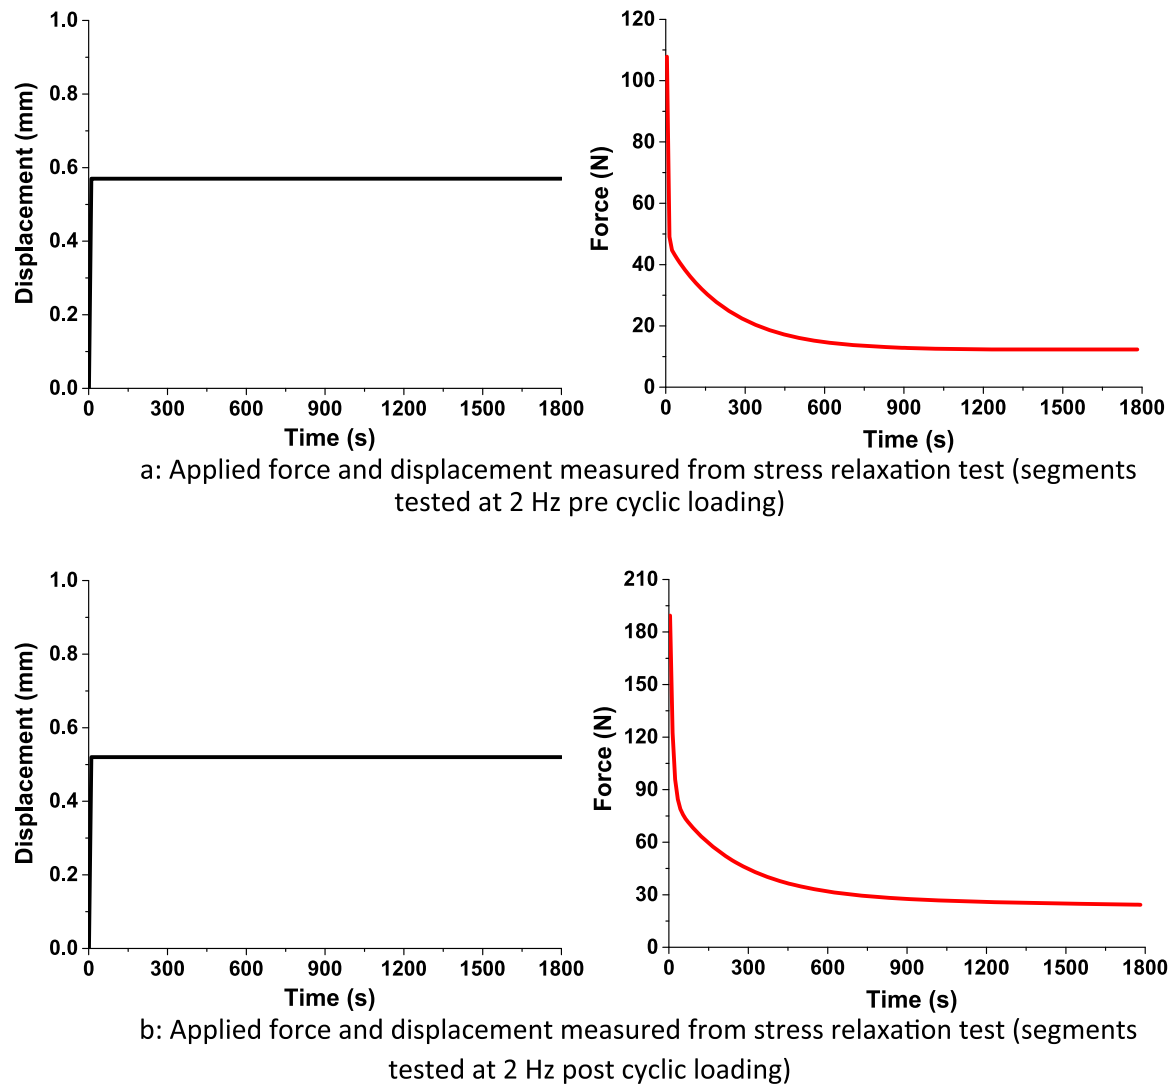 1.0
0.8
0.6
0.4
0.2
0.0
Displacement (mm)
0 300 600 900 1200 1500 1800
Time (s)
120
100
80
60
40
20
0
Force (N)
0 300 600 900 1200 1500 1800
Time (s)
a: Applied force and displacement measured from stress relaxation test (segments
tested at 2 Hz pre cyclic loading)
1.0
0.8
0.6
0.4
0.2
0.0
Displacement (mm)
0 300 600 900 1200 1500 1800
Time (s)
210
180
150
120
90
60
30
0
Force (N)
0 300 600 900 1200 1500 1800
Time (s)
b: Applied force and displacement measured from stress relaxation test (segments
tested at 2 Hz post cyclic loading)